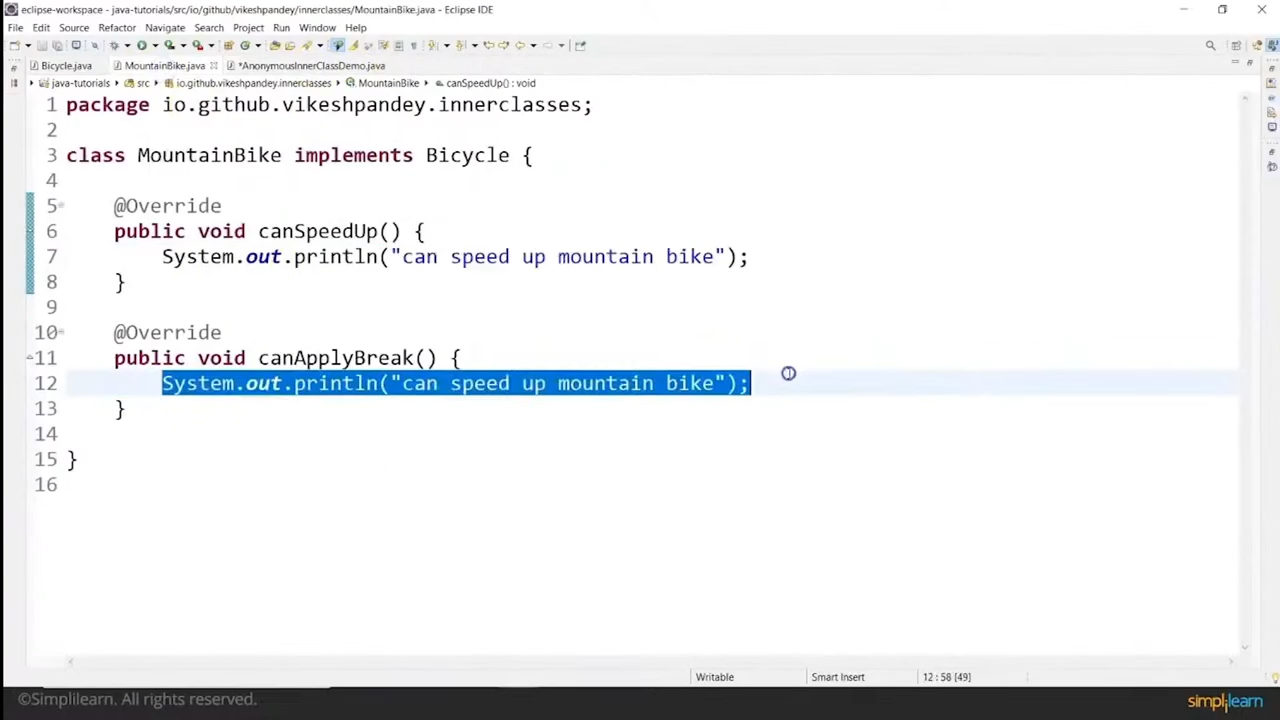 eclipse-workspace - java-tutorials/src/io/github/vikeshpandey/innerclasses/MountainBike.java - Eclipse IDE
File Edit Source Refactor Navigate Search Project Run Window Help
Bicycle.java MountainBike.java *AnonymousInnerClassDemo.java
java-tutorials src io.github.vikeshpandey.innerclasses MountainBike canSpeedUp() : void
1 package io.github.vikeshpandey.innerclasses;
2
3 class MountainBike implements Bicycle {
4
5 @Override
6 public void canSpeedUp() {
7 System.out.println("can speed up mountain bike");
8 }
9
10 @Override
11 public void canApplyBreak() {
12 System.out.println("can speed up mountain bike");
13 }
14
15 }
16
Writable Smart Insert 12 : 58 [49]
©Simplilearn. All rights reserved.
simplilearn